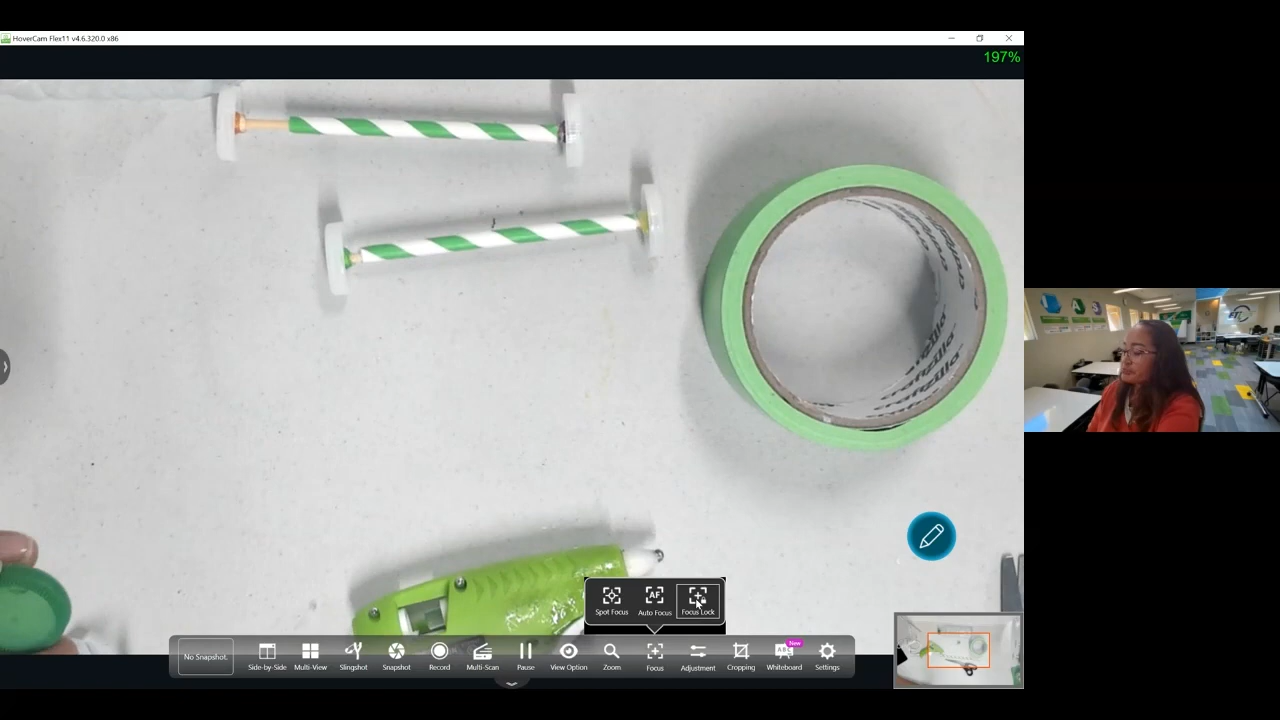 HoverCam Flex11 v4.6.320.0 x86
197%
Spot Focus
AF
Auto Focus
Focus Lock
No Snapshot.
Side-by-Side
Multi-View
Slingshot
Snapshot
Record
Multi-Scan
Pause
View Option
Zoom
Focus
Adjustment
Cropping
New
Whiteboard
Settings